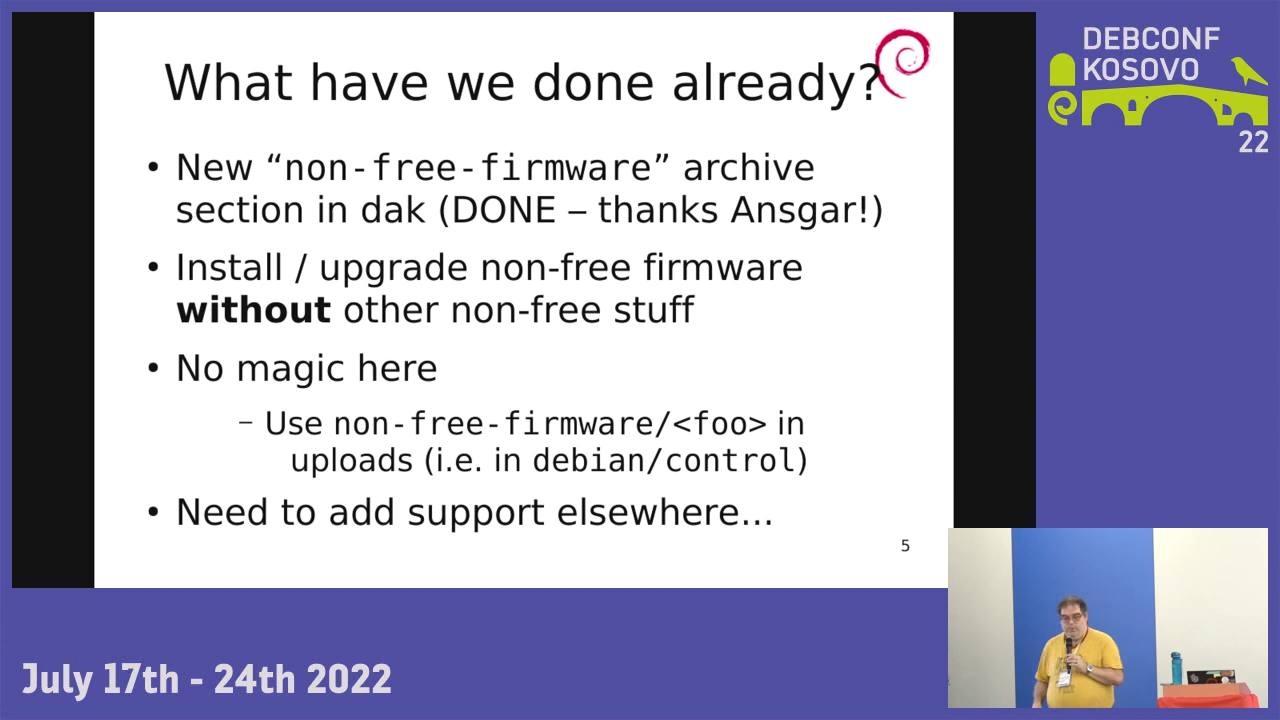 What have we done already?
• New “non-free-firmware” archive
section in dak (DONE – thanks Ansgar!)
• Install / upgrade non-free firmware
without other non-free stuff
• No magic here
– Use non-free-firmware/<foo> in
uploads (i.e. in debian/control)
• Need to add support elsewhere...
5
DEBCONF
KOSOVO
22
July 17th - 24th 2022